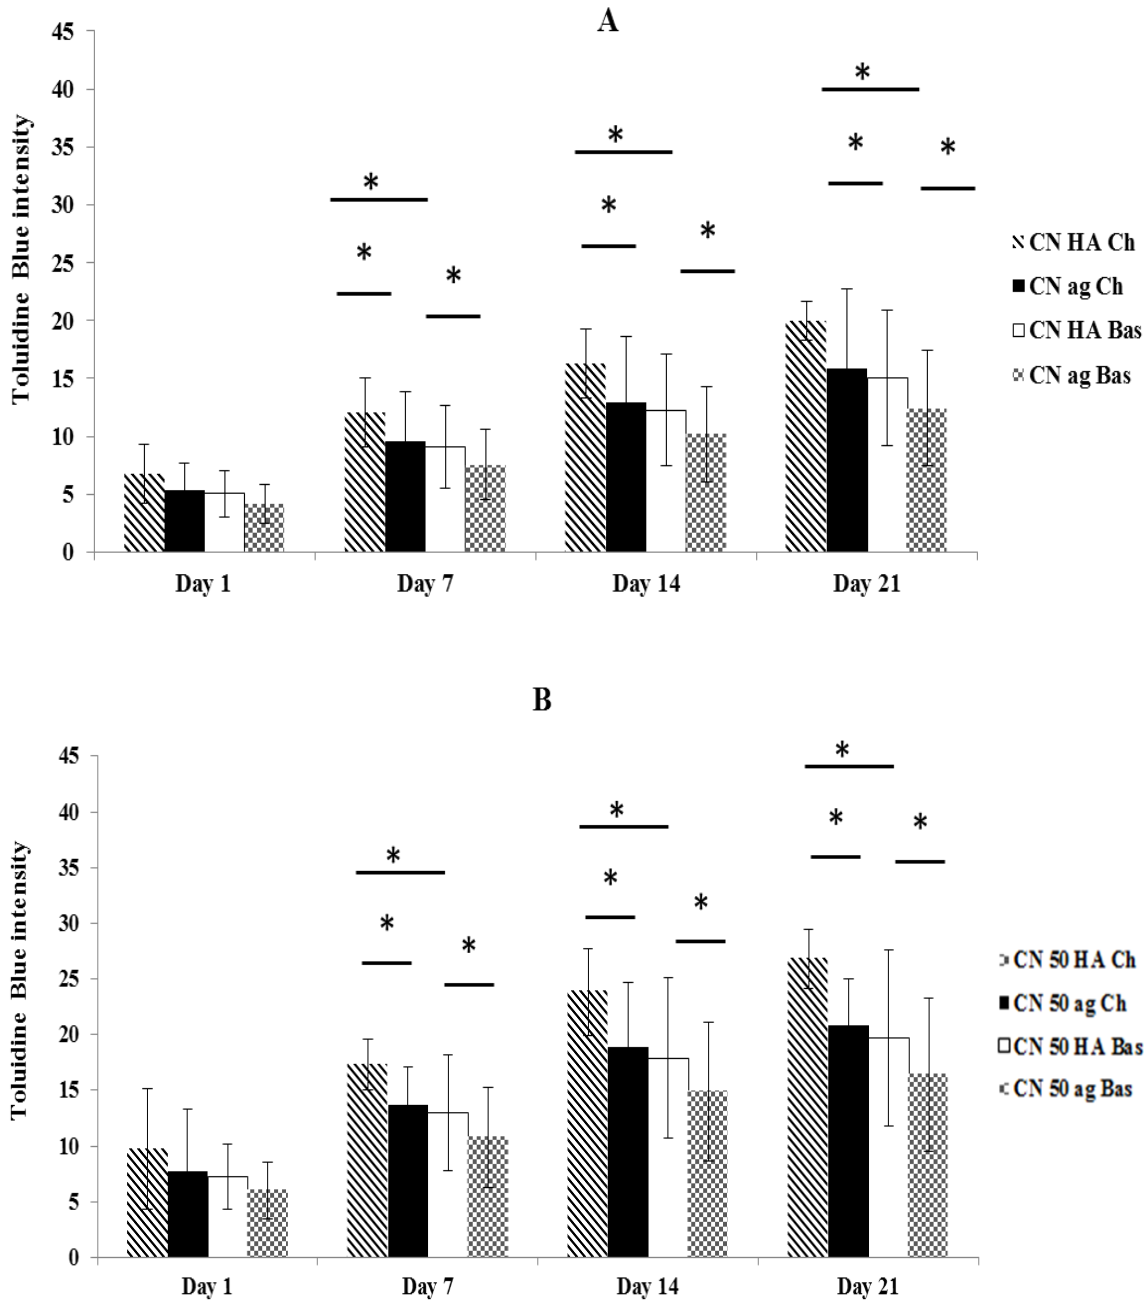 A
Toluidine Blue intensity
45
40
35
30
25
20
15
10
5
0
* * *
* * *
* * *
Day 1 Day 7 Day 14 Day 21
CN HA Ch
CN ag Ch
CN HA Bas
CN ag Bas
B
Toluidine Blue intensity
45
40
35
30
25
20
15
10
5
0
* * *
* * *
* * *
Day 1 Day 7 Day 14 Day 21
CN 50 HA Ch
CN 50 ag Ch
CN 50 HA Bas
CN 50 ag Bas